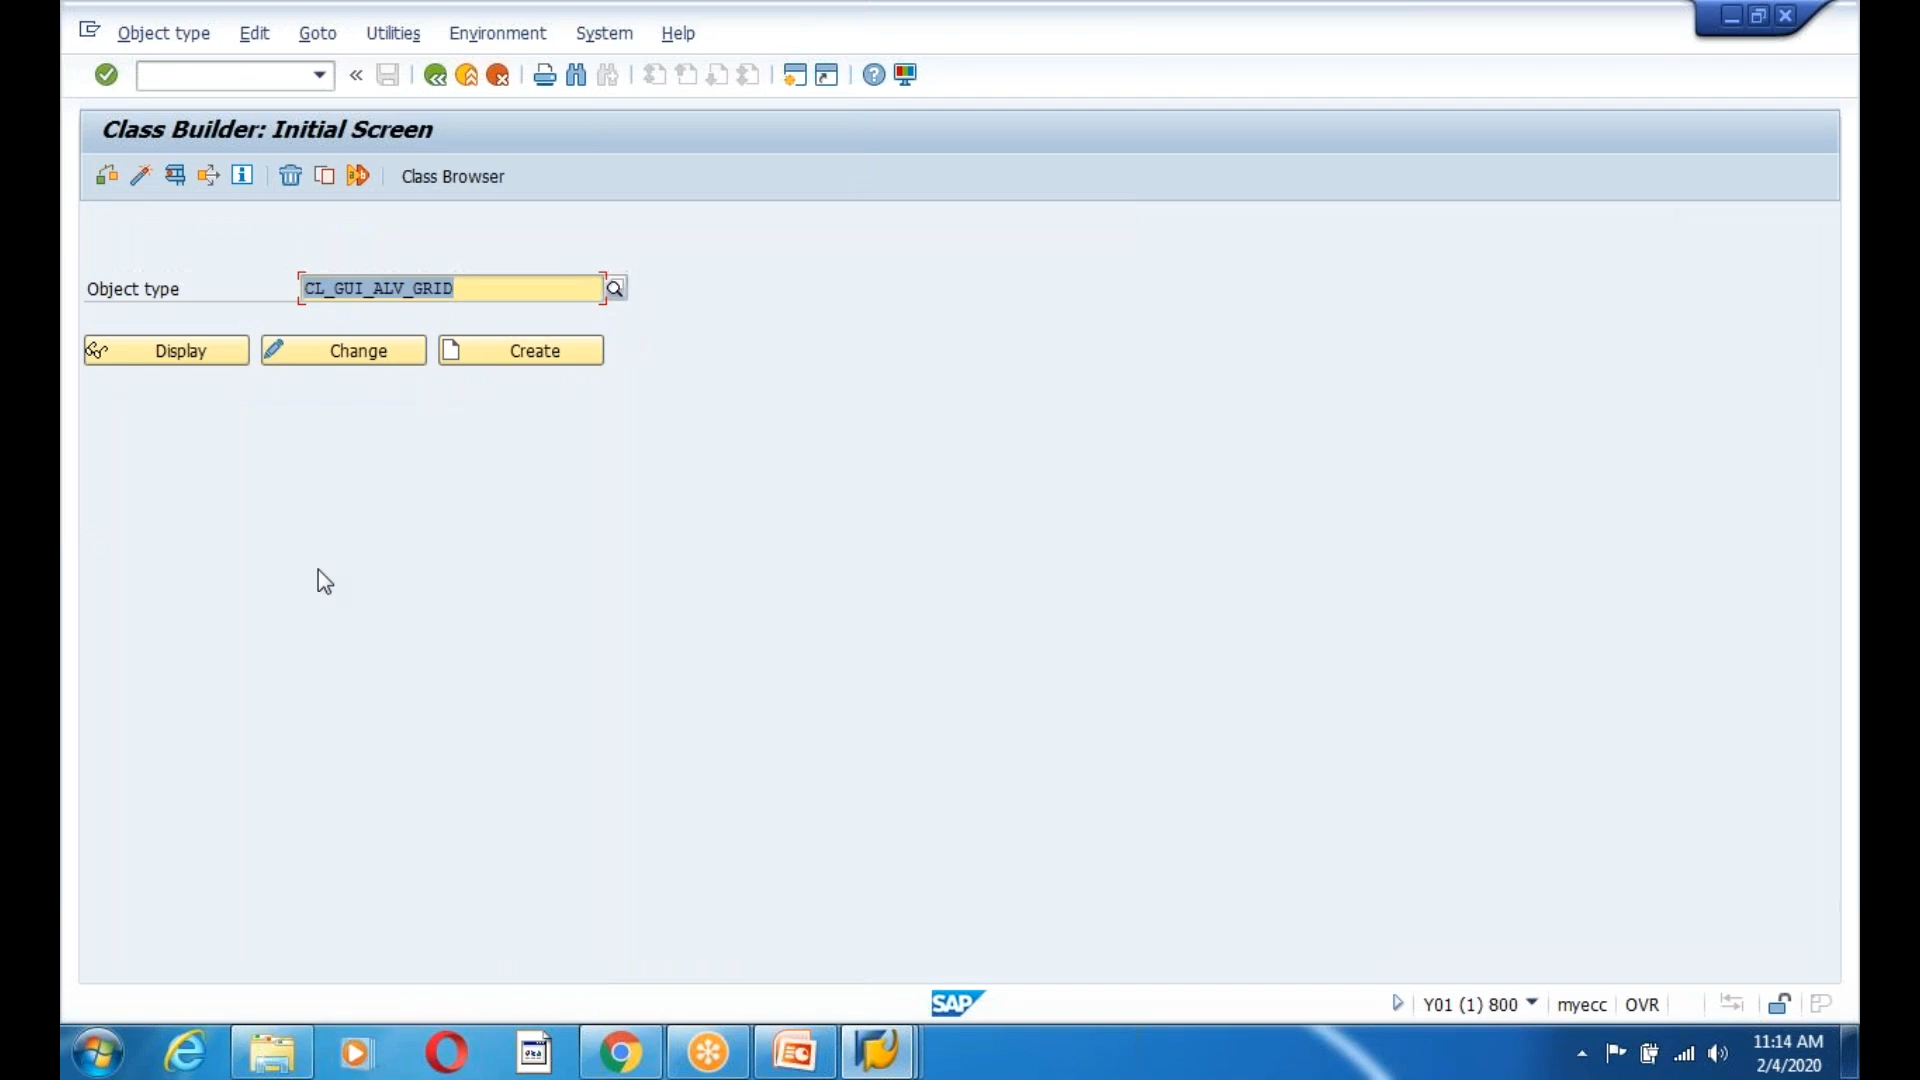 Object type Edit Goto Utilities Environment System Help
Class Builder: Initial Screen
Class Browser
Object type CL_GUI_ALV_GRID
Display Change Create
SAP Y01 (1) 800 myecc OVR
11:14 AM
2/4/2020